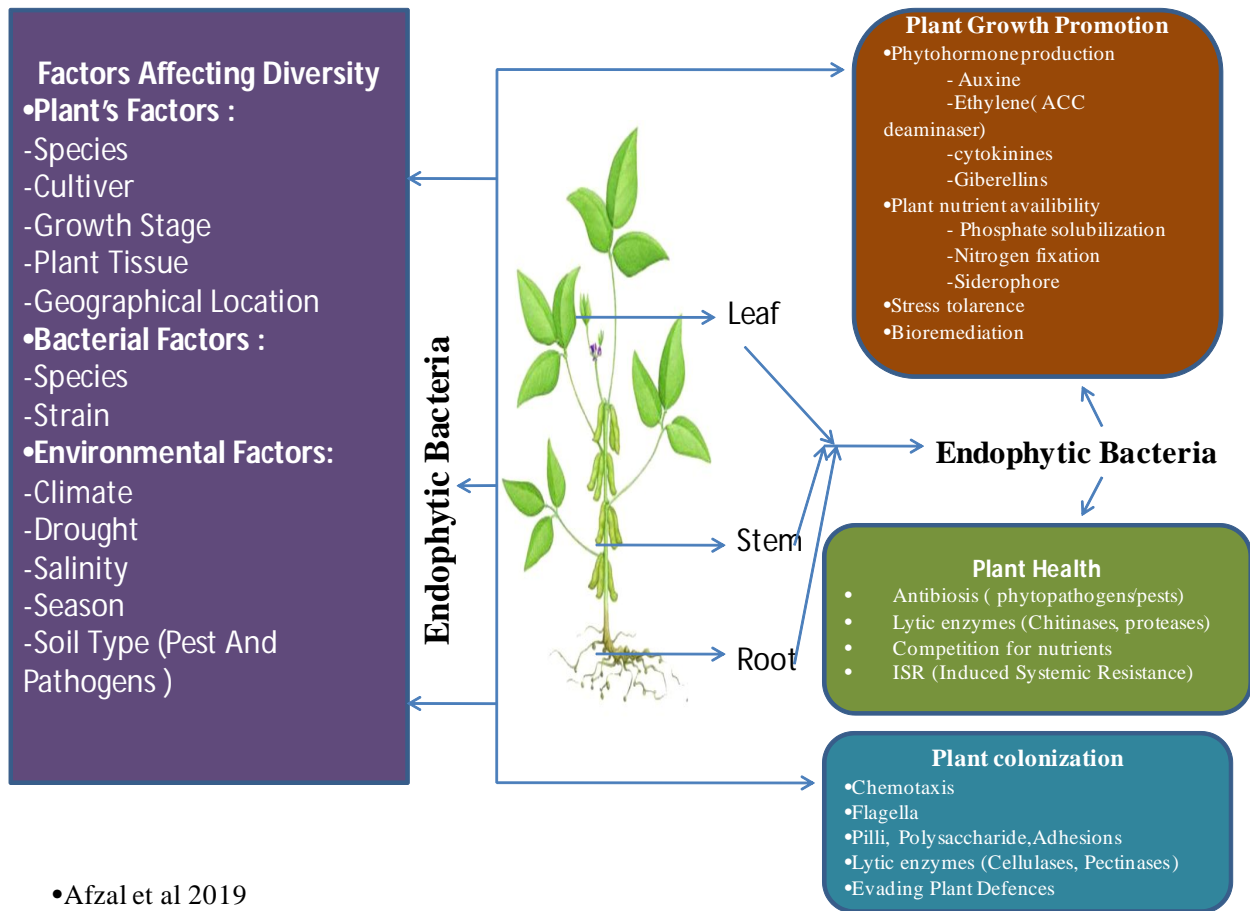 Factors Affecting Diversity
•Plant's Factors :
-Species
-Cultiver
-Growth Stage
-Plant Tissue
-Geographical Location
•Bacterial Factors :
-Species
-Strain
•Environmental Factors:
-Climate
-Drought
-Salinity
-Season
-Soil Type (Pest And
Pathogens )
Endophytic Bacteria
Leaf
Stem
Root
Plant Growth Promotion
•Phytohormone production
- Auxine
-Ethylene( ACC
deaminaser)
-cytokinines
-Giberellins
•Plant nutrient availibility
- Phosphate solubilization
-Nitrogen fixation
-Siderophore
•Stress tolarence
•Bioremediation
Endophytic Bacteria
Plant Health
• Antibiosis ( phytopathogens/pests)
• Lytic enzymes (Chitinases, proteases)
• Competition for nutrients
• ISR (Induced Systemic Resistance)
Plant colonization
•Chemotaxis
•Flagella
•Pilli, Polysaccharide,Adhesions
•Lytic enzymes (Cellulases, Pectinases)
•Evading Plant Defences
•Afzal et al 2019